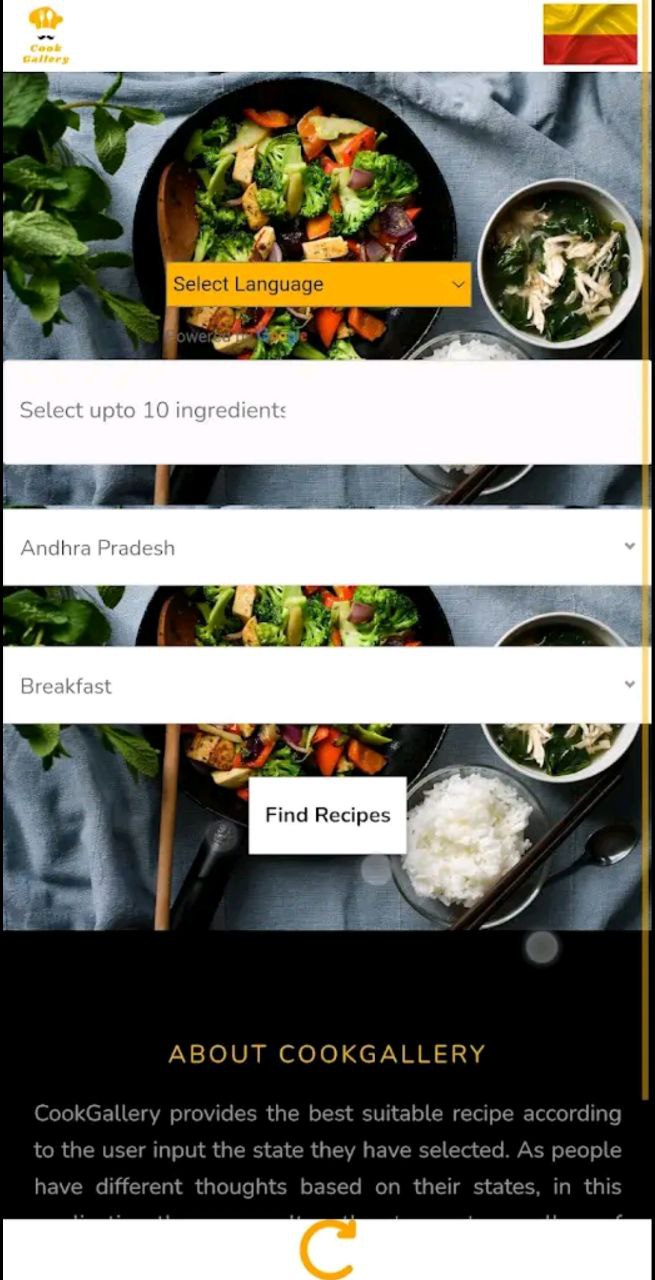 Cook
Gallery
Select Language
Powered by Google
Select upto 10 ingredients
Andhra Pradesh
Breakfast
Find Recipes
ABOUT COOKGALLERY
CookGallery provides the best suitable recipe according
to the user input the state they have selected. As people
have different thoughts based on their states, in this